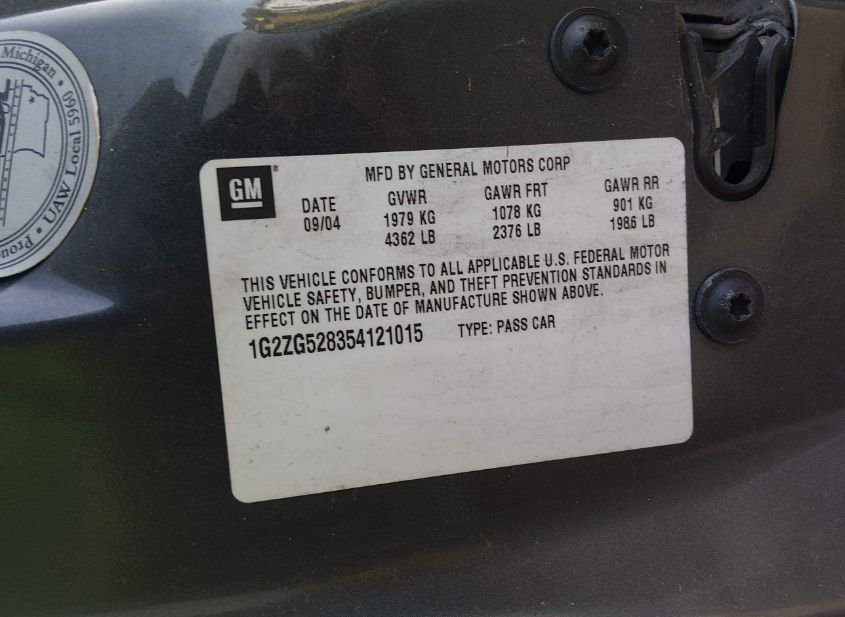 Michigan • UAW Local 5960 • Prou
GM®
MFD BY GENERAL MOTORS CORP
DATE GVWR GAWR FRT GAWR RR
09/04 1979 KG 1078 KG 901 KG
4362 LB 2376 LB 1986 LB
THIS VEHICLE CONFORMS TO ALL APPLICABLE U.S. FEDERAL MOTOR
VEHICLE SAFETY, BUMPER, AND THEFT PREVENTION STANDARDS IN
EFFECT ON THE DATE OF MANUFACTURE SHOWN ABOVE.
1G2ZG528354121015 TYPE: PASS CAR